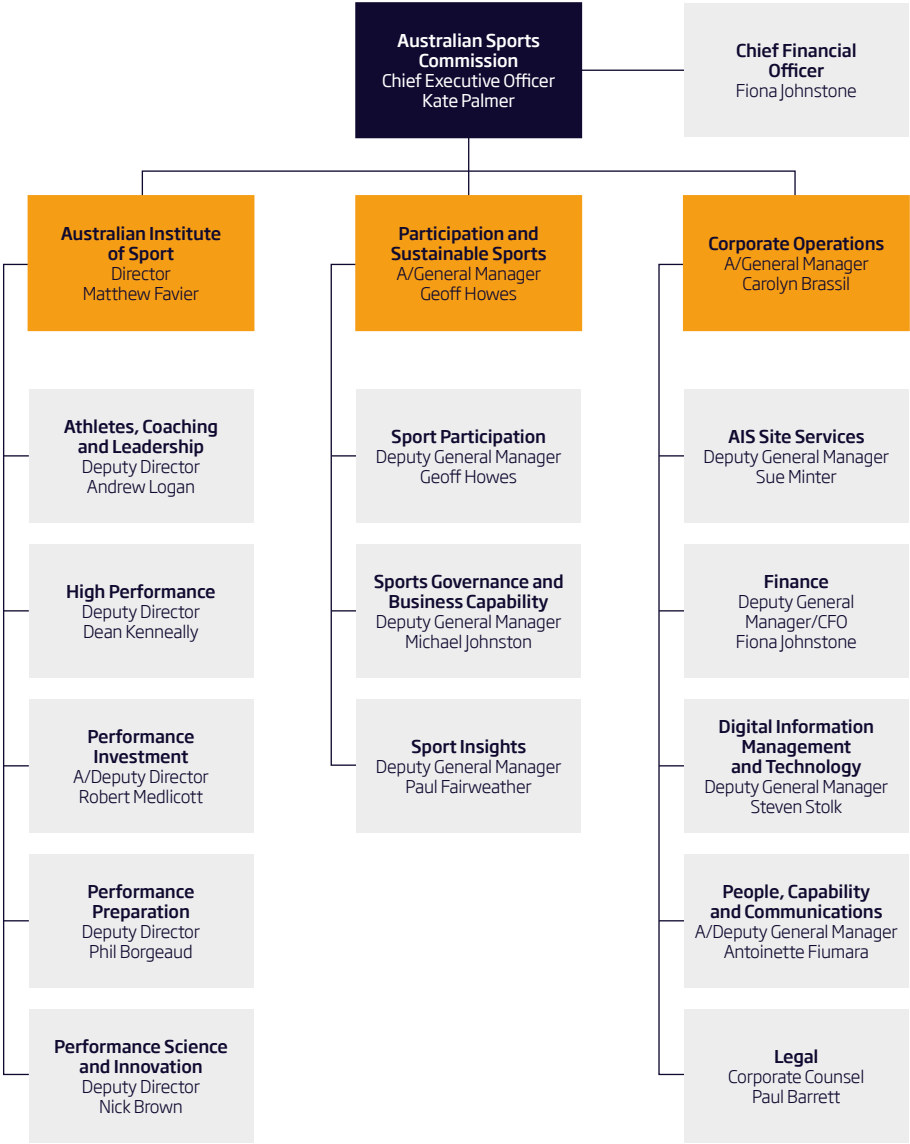 Australian Sports
Commission
Chief Executive Officer
Kate Palmer
Chief Financial
Officer
Fiona Johnstone
Australian Institute
of Sport
Director
Matthew Favier
Participation and
Sustainable Sports
A/General Manager
Geoff Howes
Corporate Operations
A/General Manager
Carolyn Brassil
Athletes, Coaching
and Leadership
Deputy Director
Andrew Logan
Sport Participation
Deputy General Manager
Geoff Howes
AIS Site Services
Deputy General Manager
Sue Minter
High Performance
Deputy Director
Dean Kenneally
Sports Governance and
Business Capability
Deputy General Manager
Michael Johnston
Finance
Deputy General
Manager/CFO
Fiona Johnstone
Performance
Investment
A/Deputy Director
Robert Medlicott
Sport Insights
Deputy General Manager
Paul Fairweather
Digital Information
Management
and Technology
Deputy General Manager
Steven Stolk
Performance
Preparation
Deputy Director
Phil Borgeaud
People, Capability
and Communications
A/Deputy General Manager
Antoinette Fiumara
Performance Science
and Innovation
Deputy Director
Nick Brown
Legal
Corporate Counsel
Paul Barrett